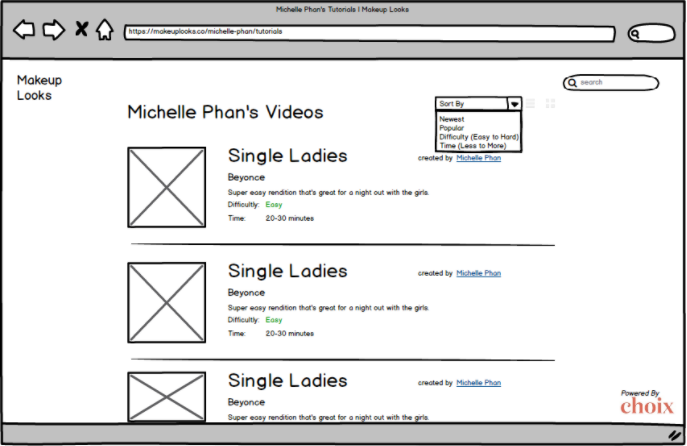 Michelle Phan's Tutorials | Makeup Looks
https://makeuplooks.co/michelle-phan/tutorials
search
Makeup
Looks
Michelle Phan's Videos
Sort By
Newest
Popular
Difficulty (Easy to Hard)
Time (Less to More)
Single Ladies
created by Michelle Phan
Beyonce
Super easy rendition that's great for a night out with the girls.
Difficultly: Easy
Time: 20-30 minutes
Single Ladies
created by Michelle Phan
Beyonce
Super easy rendition that's great for a night out with the girls.
Difficultly: Easy
Time: 20-30 minutes
Single Ladies
created by Michelle Phan
Beyonce
Super easy rendition that's great for a night out with the girls.
Powered By
choix